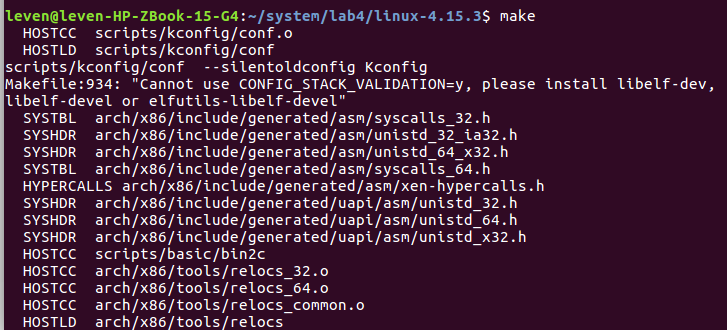 leven@leven-HP-ZBook-15-G4:~/system/lab4/linux-4.15.3$ make
  HOSTCC  scripts/kconfig/conf.o
  HOSTLD  scripts/kconfig/conf
scripts/kconfig/conf  --silentoldconfig Kconfig
Makefile:934: "Cannot use CONFIG_STACK_VALIDATION=y, please install libelf-dev,
libelf-devel or elfutils-libelf-devel"
  SYSTBL  arch/x86/include/generated/asm/syscalls_32.h
  SYSHDR  arch/x86/include/generated/asm/unistd_32_ia32.h
  SYSHDR  arch/x86/include/generated/asm/unistd_64_x32.h
  SYSTBL  arch/x86/include/generated/asm/syscalls_64.h
  HYPERCALLS arch/x86/include/generated/asm/xen-hypercalls.h
  SYSHDR  arch/x86/include/generated/uapi/asm/unistd_32.h
  SYSHDR  arch/x86/include/generated/uapi/asm/unistd_64.h
  SYSHDR  arch/x86/include/generated/uapi/asm/unistd_x32.h
  HOSTCC  scripts/basic/bin2c
  HOSTCC  arch/x86/tools/relocs_32.o
  HOSTCC  arch/x86/tools/relocs_64.o
  HOSTCC  arch/x86/tools/relocs_common.o
  HOSTLD  arch/x86/tools/relocs